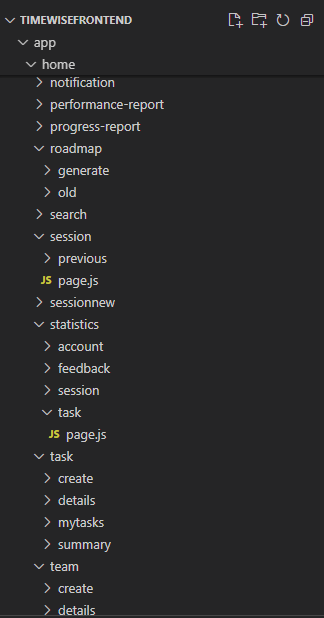 TIMEWISEFRONTEND
app
home
notification
performance-report
progress-report
roadmap
generate
old
search
session
previous
JS page.js
sessionnew
statistics
account
feedback
session
task
JS page.js
task
create
details
mytasks
summary
team
create
details